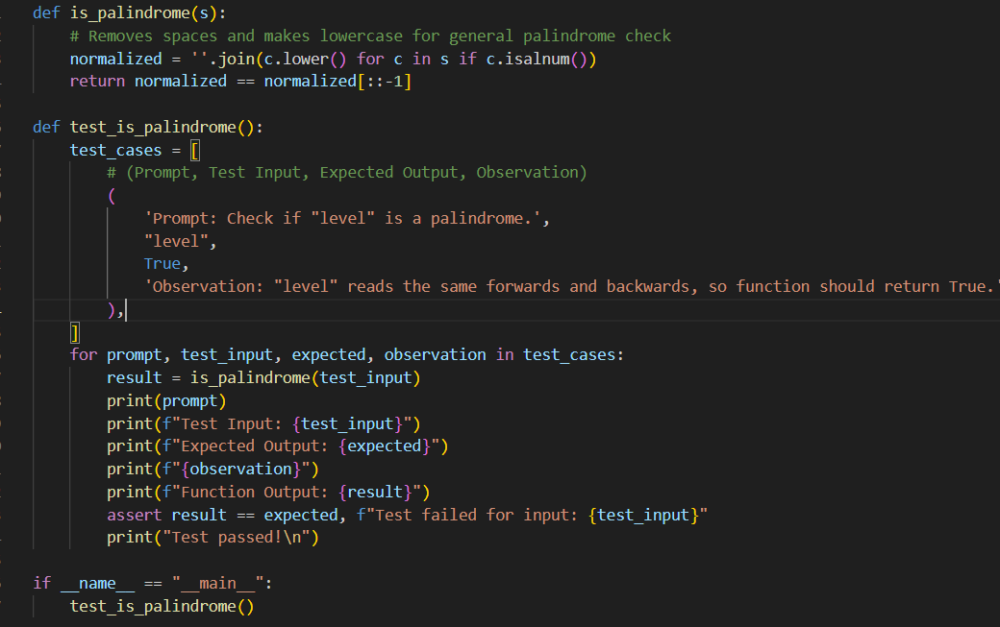 def is_palindrome(s):
    # Removes spaces and makes lowercase for general palindrome check
    normalized = ''.join(c.lower() for c in s if c.isalnum())
    return normalized == normalized[::-1]

def test_is_palindrome():
    test_cases = [
        # (Prompt, Test Input, Expected Output, Observation)
        (
            'Prompt: Check if "level" is a palindrome.',
            "level",
            True,
            'Observation: "level" reads the same forwards and backwards, so function should return True.'
        ),
    ]
    for prompt, test_input, expected, observation in test_cases:
        result = is_palindrome(test_input)
        print(prompt)
        print(f"Test Input: {test_input}")
        print(f"Expected Output: {expected}")
        print(f"{observation}")
        print(f"Function Output: {result}")
        assert result == expected, f"Test failed for input: {test_input}"
        print("Test passed!\n")

if __name__ == "__main__":
    test_is_palindrome()